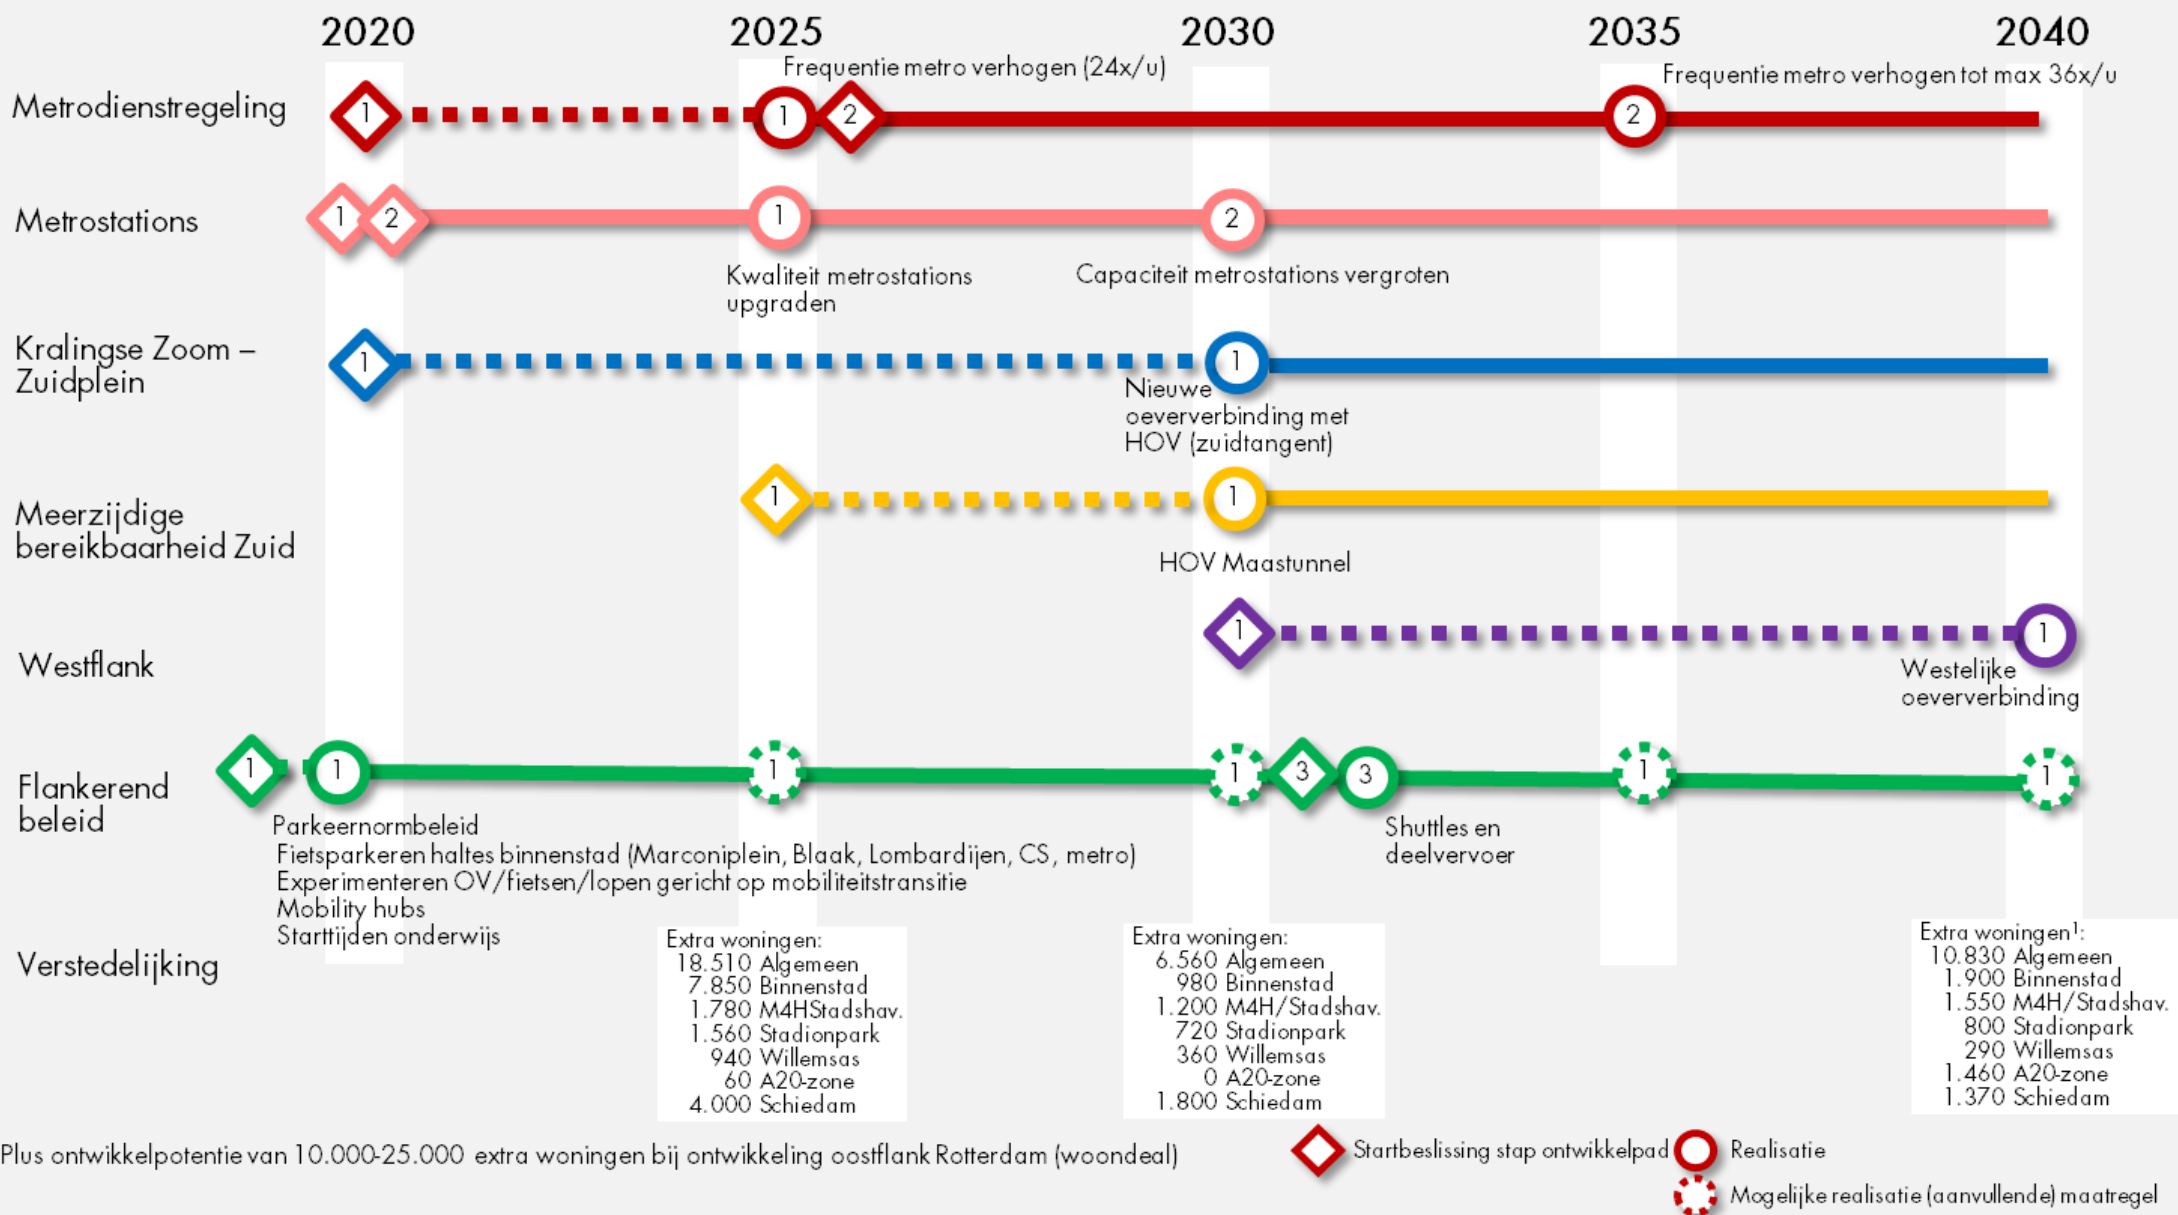 2020 2025 2030 2035 2040
Frequentie metro verhogen (24x/u)
Frequentie metro verhogen tot max 36x/u
Metrodienstregeling
1 1 2 2
Metrostations
1 2 1 2
Kwaliteit metrostations
upgraden
Capaciteit metrostations vergroten
Kralingse Zoom –
Zuidplein
1 1
Nieuwe
oeververbinding met
HOV (zuidtangent)
Meerzijdige
bereikbaarheid Zuid
1 1
HOV Maastunnel
Westflank
1 1
Westelijke
oeververbinding
Flankerend
beleid
1 1 1 1 3 3 1 1
Parkeernormbeleid
Fietsparkeren haltes binnenstad (Marconiplein, Blaak, Lombardijen, CS, metro)
Experimenteren OV/fietsen/lopen gericht op mobiliteitstransitie
Mobility hubs
Starttijden onderwijs
Shuttles en
deelvervoer
Verstedelijking
Extra woningen:
18.510 Algemeen
7.850 Binnenstad
1.780 M4HStadshav.
1.560 Stadionpark
940 Willemsas
60 A20-zone
4.000 Schiedam
Extra woningen:
6.560 Algemeen
980 Binnenstad
1.200 M4H/Stadshav.
720 Stadionpark
360 Willemsas
0 A20-zone
1.800 Schiedam
Extra woningen¹:
10.830 Algemeen
1.900 Binnenstad
1.550 M4H/Stadshav.
800 Stadionpark
290 Willemsas
1.460 A20-zone
1.370 Schiedam
Plus ontwikkelpotentie van 10.000-25.000 extra woningen bij ontwikkeling oostflank Rotterdam (woondeal)
Startbeslissing stap ontwikkelpad
Realisatie
Mogelijke realisatie (aanvullende) maatregel